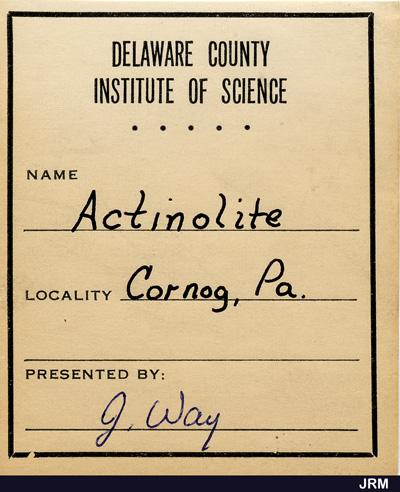 DELAWARE COUNTY
INSTITUTE OF SCIENCE
• • • • •
NAME
Actinolite
LOCALITY Cornog, Pa.
PRESENTED BY:
J. Way
JRM